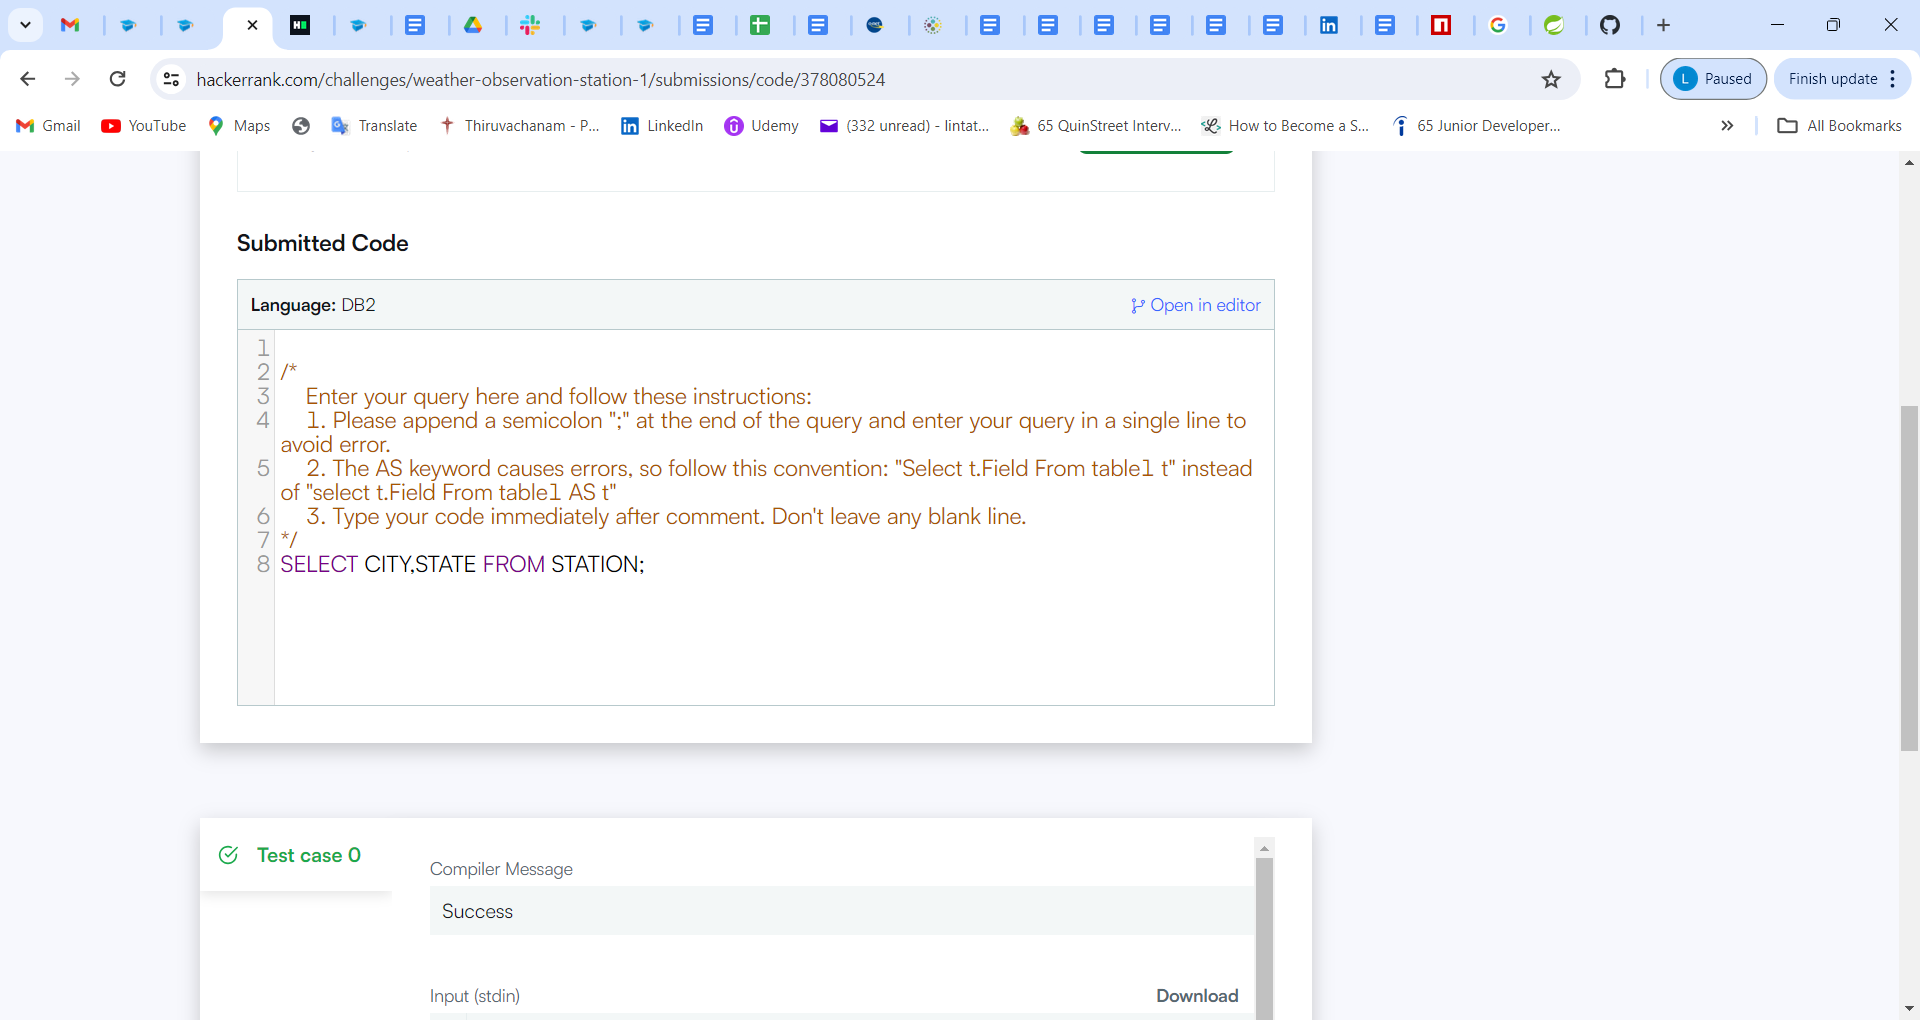 hackerrank.com/challenges/weather-observation-station-1/submissions/code/378080524
L Paused
Finish update
Gmail
YouTube
Maps
Translate
Thiruvachanam - P...
LinkedIn
Udemy
(332 unread) - lintat...
65 QuinStreet Interv...
How to Become a S...
65 Junior Developer...
All Bookmarks
Submitted Code
Language: DB2
Open in editor
1
2 /*
3 Enter your query here and follow these instructions:
4 1. Please append a semicolon ";" at the end of the query and enter your query in a single line to
avoid error.
5 2. The AS keyword causes errors, so follow this convention: "Select t.Field From table1 t" instead
of "select t.Field From table1 AS t"
6 3. Type your code immediately after comment. Don't leave any blank line.
7 */
8 SELECT CITY,STATE FROM STATION;
Test case 0
Compiler Message
Success
Input (stdin)
Download